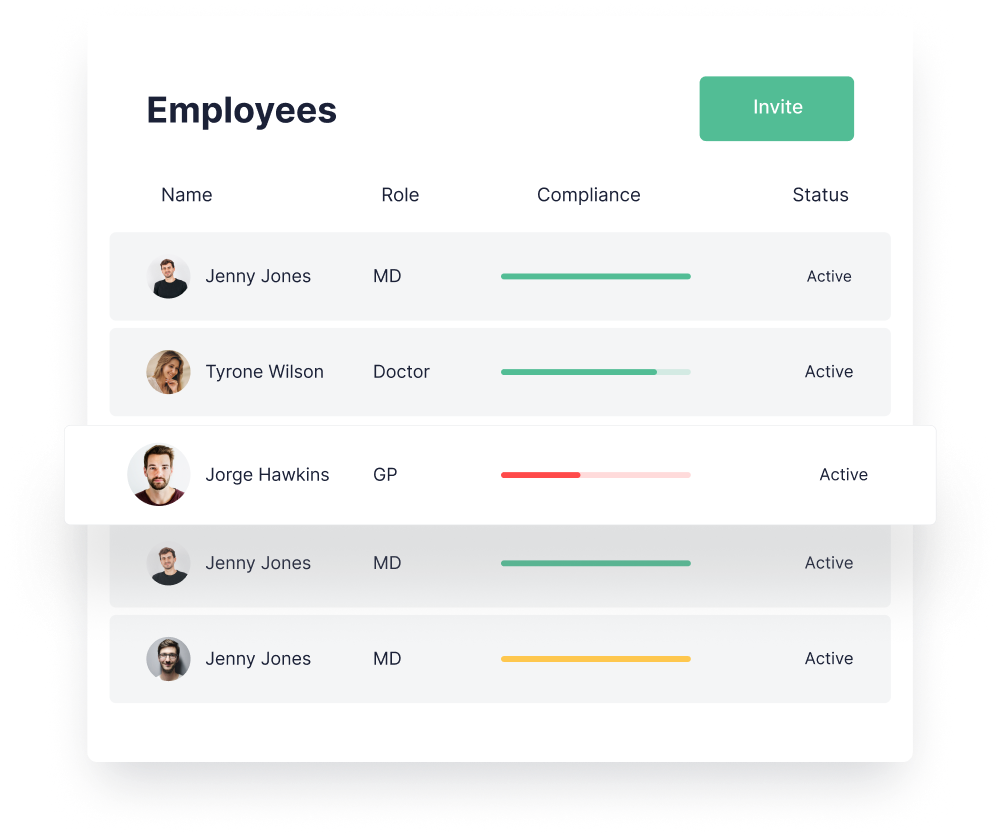 Employees
Invite
Name Role Compliance Status
Jenny Jones MD Active
Tyrone Wilson Doctor Active
Jorge Hawkins GP Active
Jenny Jones MD Active
Jenny Jones MD Active